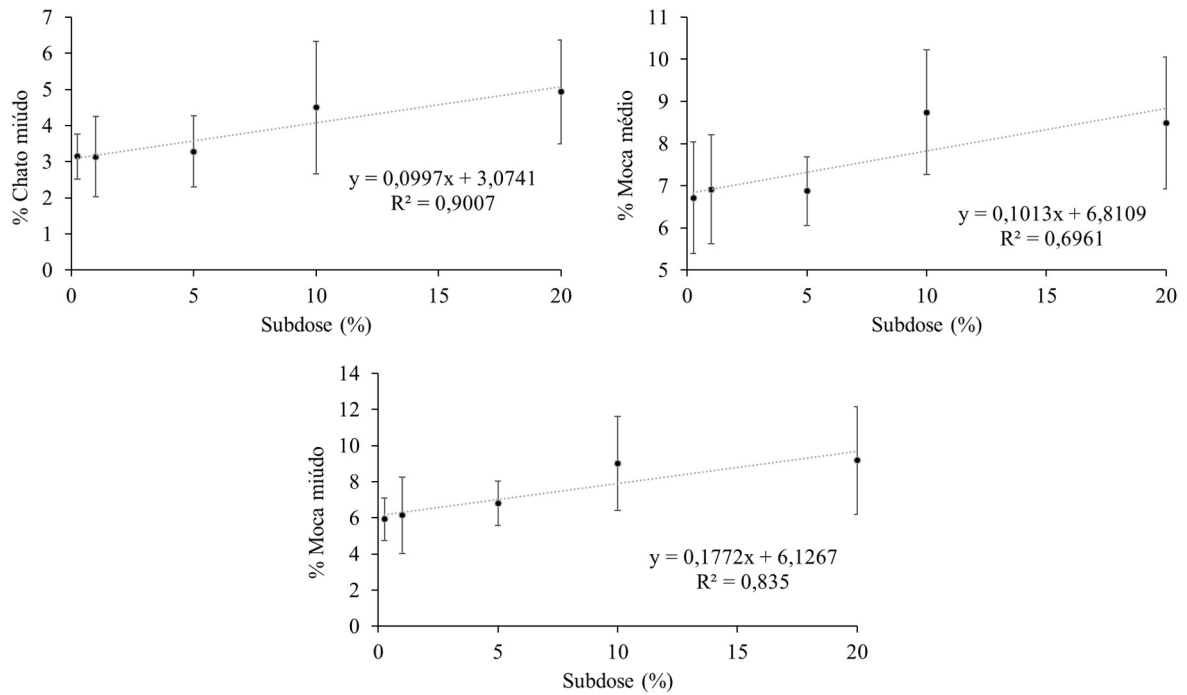 % Chato miúdo
7
6
5
4
3
2
1
0
y = 0,0997x + 3,0741
R² = 0,9007
0 5 10 15 20
Subdose (%)
% Moca médio
11
10
9
8
7
6
5
y = 0,1013x + 6,8109
R² = 0,6961
0 5 10 15 20
Subdose (%)
% Moca miúdo
14
12
10
8
6
4
2
0
y = 0,1772x + 6,1267
R² = 0,835
0 5 10 15 20
Subdose (%)